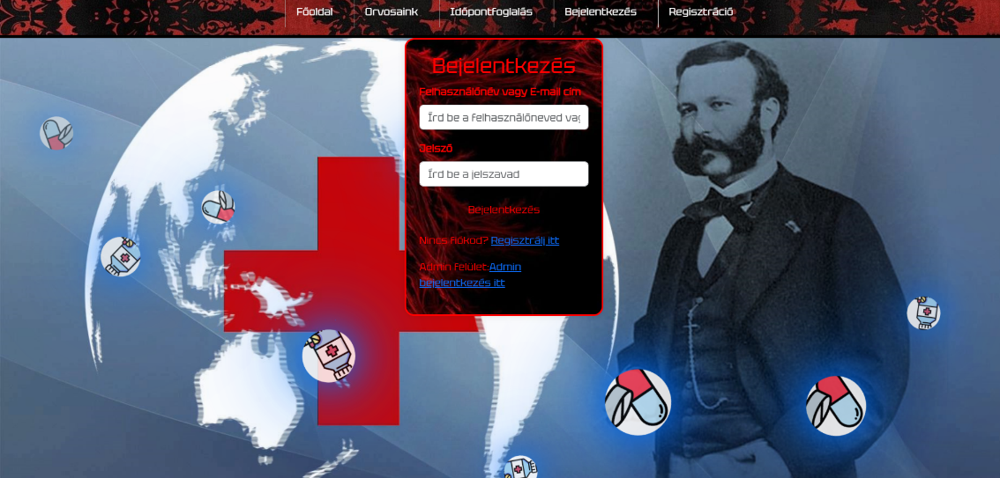 Főoldal
Orvosaink
Időpontfoglalás
Bejelentkezés
Regisztráció
Bejelentkezés
Felhasználónév vagy E-mail cím
Írd be a felhasználóneved vag
Jelsző
Írd be a jelszavad
Bejelentkezés
Nincs fiókod? Regisztrálj itt
Admin felület:Admin
bejelentkezés itt